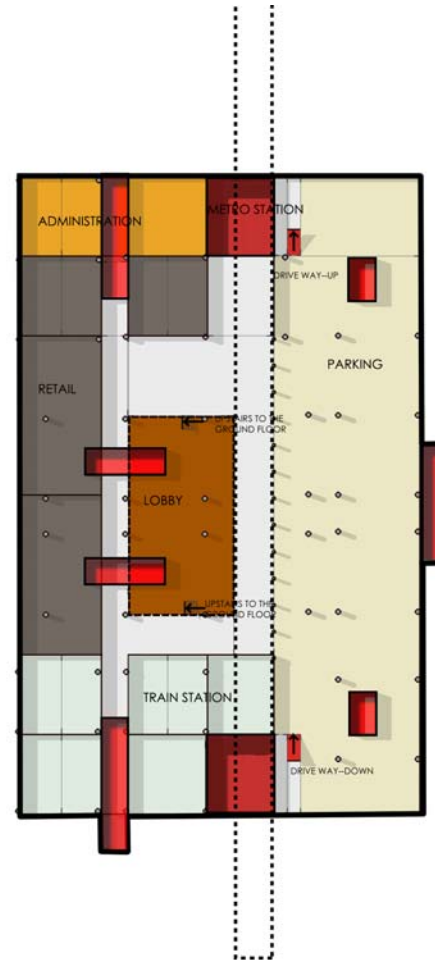 ADMINISTRATION
METRO STATION
DRIVE WAY--UP
PARKING
RETAIL
UPSTAIRS TO THE
GROUND FLOOR
LOBBY
UPSTAIRS TO THE
GROUND FLOOR
TRAIN STATION
DRIVE WAY--DOWN